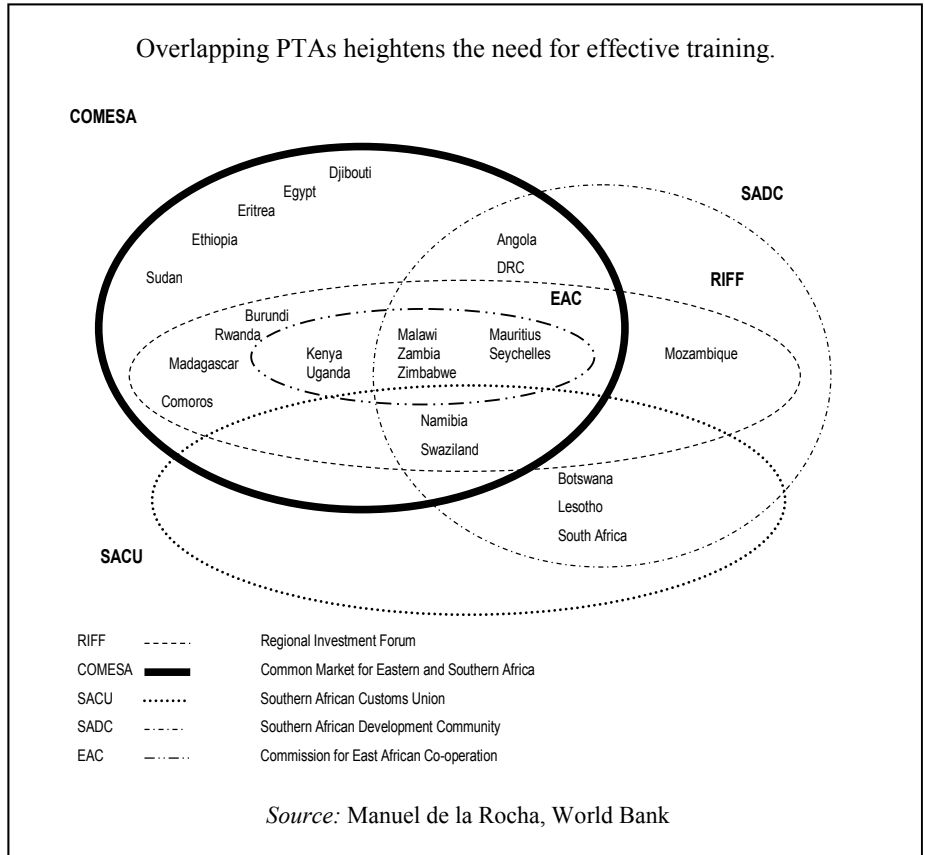 Overlapping PTAs heightens the need for effective training.
COMESA
Djibouti
Egypt
SADC
Eritrea
Ethiopia
Angola
DRC
Sudan
RIFF
EAC
Burundi
Rwanda
Malawi
Mauritius
Kenya
Zambia
Seychelles
Mozambique
Madagascar
Uganda
Zimbabwe
Comoros
Namibia
Swaziland
Botswana
Lesotho
South Africa
SACU
RIFF Regional Investment Forum
COMESA Common Market for Eastern and Southern Africa
SACU Southern African Customs Union
SADC Southern African Development Community
EAC Commission for East African Co-operation
Source: Manuel de la Rocha, World Bank